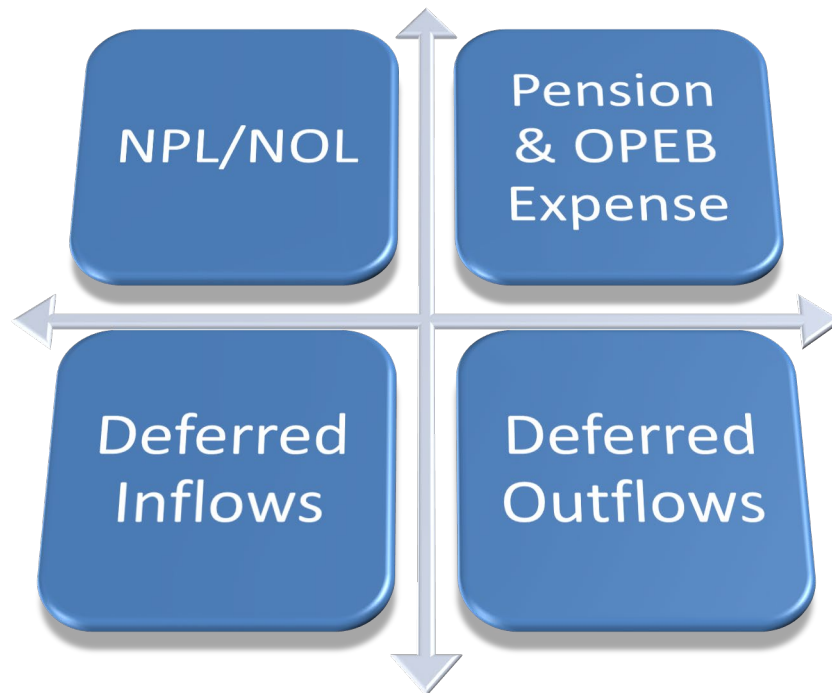 NPL/NOL
Pension
& OPEB
Expense
Deferred
Inflows
Deferred
Outflows